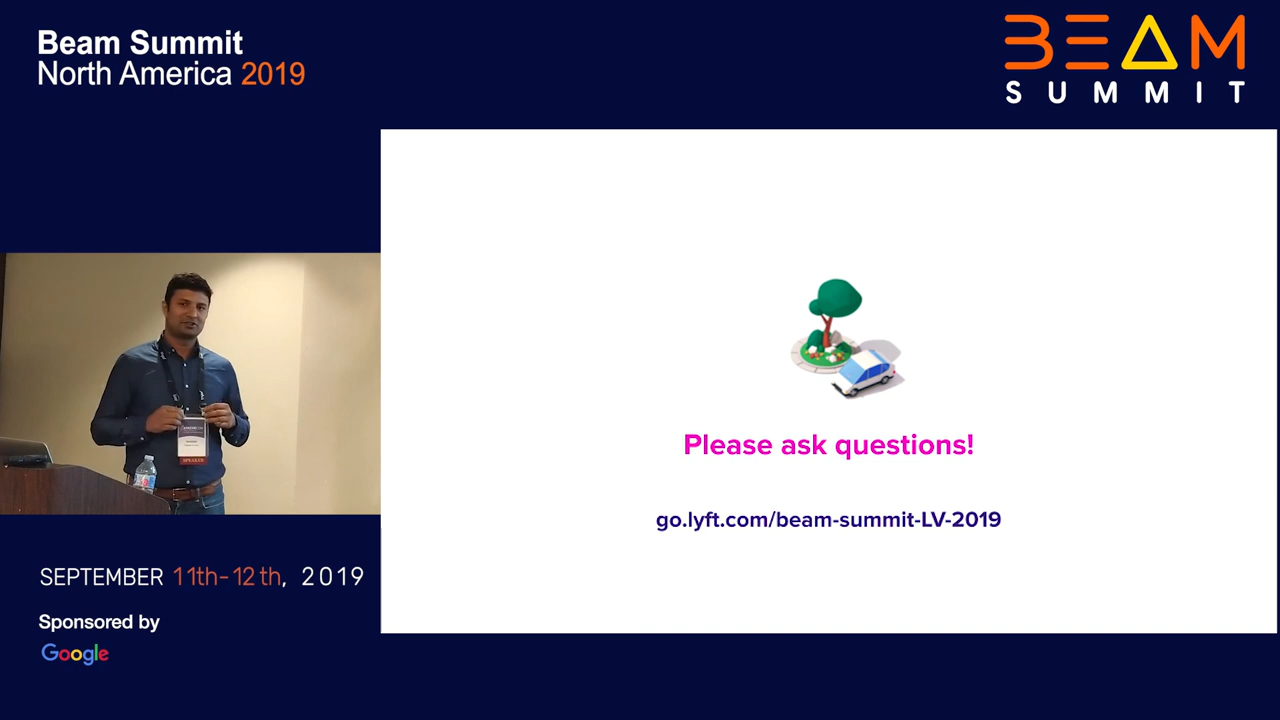 Beam Summit
North America 2019
BEAM
SUMMIT
Please ask questions!
go.lyft.com/beam-summit-LV-2019
SPEAKER
SEPTEMBER 11th-12th, 2019
Sponsored by
Google